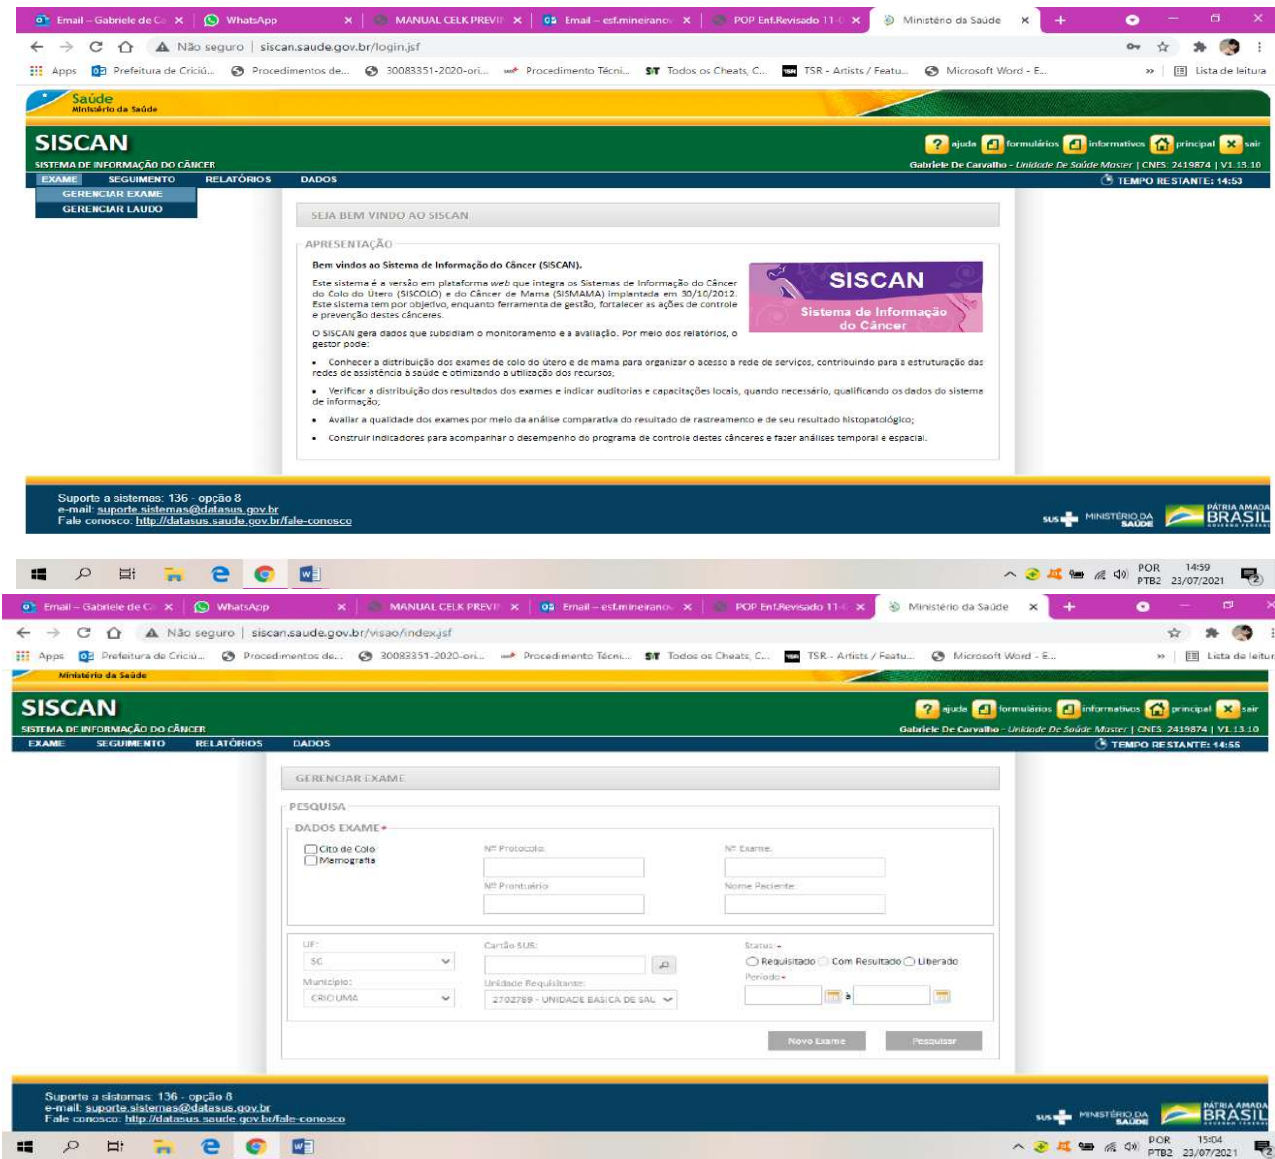 Email – Gabriele de Ca
WhatsApp
MANUAL CELK PREVIN
Email – esf.mineirano
POP Enf.Revisado 11-0
Ministério da Saúde
Não seguro | siscan.saude.gov.br/login.jsf
Apps
Prefeitura de Criciú...
Procedimentos de...
30083351-2020-ori...
Procedimento Técni...
S/T Todos os Cheats, C...
TSR TSR - Artists / Featu...
Microsoft Word - E...
»
Lista de leitura
Saúde
Ministério da Saúde
SISCAN
ajuda
formulários
informativos
principal
sair
SISTEMA DE INFORMAÇÃO DO CÂNCER
Gabriele De Carvalho - Unidade De Saúde Master | CNES: 2419874 | V1.13.10
EXAME SEGUIMENTO RELATÓRIOS DADOS
TEMPO RESTANTE: 14:53
GERENCIAR EXAME
GERENCIAR LAUDO
SEJA BEM VINDO AO SISCAN
APRESENTAÇÃO
Bem vindos ao Sistema de Informação do Câncer (SISCAN).
Este sistema é a versão em plataforma web que integra os Sistemas de Informação do Câncer
do Colo do Útero (SISCOLO) e do Câncer de Mama (SISMAMA) implantada em 30/10/2012.
Este sistema tem por objetivo, enquanto ferramenta de gestão, fortalecer as ações de controle
e prevenção destes cânceres.
SISCAN
Sistema de Informação
do Câncer
O SISCAN gera dados que subsidiam o monitoramento e a avaliação. Por meio dos relatórios, o
gestor pode:
• Conhecer a distribuição dos exames de colo do útero e de mama para organizar o acesso a rede de serviços, contribuindo para a estruturação das
redes de assistência à saúde e otimizando a utilização dos recursos;
• Verificar a distribuição dos resultados dos exames e indicar auditorias e capacitações locais, quando necessário, qualificando os dados do sistema
de informação;
• Avaliar a qualidade dos exames por meio da análise comparativa do resultado de rastreamento e de seu resultado histopatológico;
• Construir indicadores para acompanhar o desempenho do programa de controle destes cânceres e fazer análises temporal e espacial.
Suporte a sistemas: 136 - opção 8
e-mail: suporte.sistemas@datasus.gov.br
Fale conosco: http://datasus.saude.gov.br/fale-conosco
SUS
MINISTÉRIO DA
SAÚDE
PÁTRIA AMADA
BRASIL
GOVERNO FEDERAL
POR
PTB2
14:59
23/07/2021
Email – Gabriele de Ca
WhatsApp
MANUAL CELK PREVI
Email – esf.mineirano
POP Enf.Revisado 11-
Ministério da Saúde
Não seguro | siscan.saude.gov.br/visao/index.jsf
Apps
Prefeitura de Criciú...
Procedimentos de...
30083351-2020-ori...
Procedimento Técni...
S/T Todos os Cheats, C...
TSR TSR - Artists / Featu...
Microsoft Word - E...
»
Lista de leitur
Ministério da Saúde
SISCAN
ajuda
formulários
informativos
principal
sair
SISTEMA DE INFORMAÇÃO DO CÂNCER
Gabriele De Carvalho - Unidade De Saúde Master | CNES: 2419874 | V1.13.10
EXAME SEGUIMENTO RELATÓRIOS DADOS
TEMPO RESTANTE: 14:55
GERENCIAR EXAME
PESQUISA
DADOS EXAME*
Cito de Colo
Mamografia
Nº Protocolo:
Nº Exame:
Nº Prontuário
Nome Paciente:
UF:
SC
Cartão SUS:
Status: *
Requisitado Com Resultado Liberado
Município:
CRICIUMA
Unidade Requisitante:
2702789 - UNIDADE BASICA DE SAL
Período*
à
Novo Exame
Pesquisar
Suporte a sistemas: 136 - opção 8
e-mail: suporte.sistemas@datasus.gov.br
Fale conosco: http://datasus.saude.gov.br/fale-conosco
SUS
MINISTÉRIO DA
SAÚDE
PÁTRIA AMADA
BRASIL
GOVERNO FEDERAL
POR
PTB2
15:04
23/07/2021